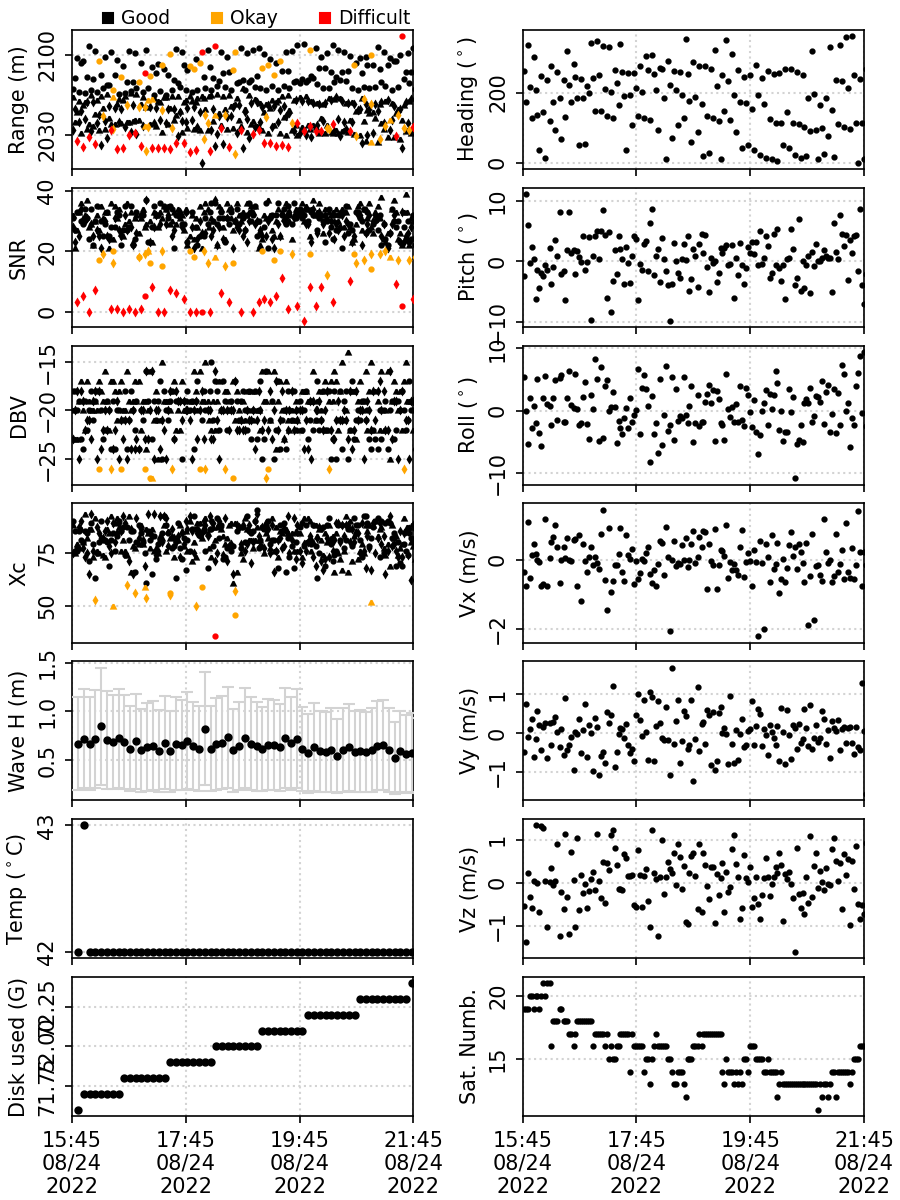 Good Okay Difficult
Range (m)
2100
2030
Heading (°)
200
0
SNR
40
20
0
Pitch (°)
10
0
−10
DBV
−15
−20
−25
Roll (°)
10
0
−10
Xc
75
50
Vx (m/s)
0
−2
Wave H (m)
1.5
1.0
0.5
Vy (m/s)
1
0
−1
Temp (°C)
43
42
Vz (m/s)
1
0
−1
Disk used (G)
72.25
72.00
71.75
Sat. Numb.
20
15
15:45 17:45 19:45 21:45 15:45 17:45 19:45 21:45
08/24 08/24 08/24 08/24 08/24 08/24 08/24 08/24
2022 2022 2022 2022 2022 2022 2022 2022